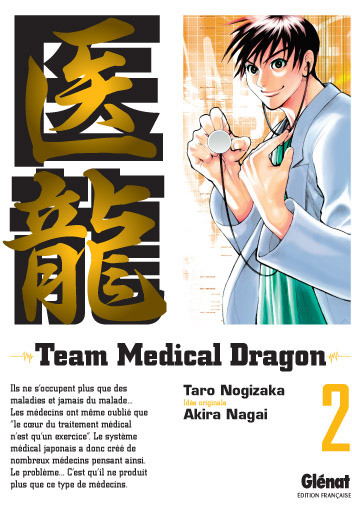 医龍
Team Medical Dragon
Taro Nogizaka
Idée originale
Akira Nagai
2
Ils ne s'occupent plus que des
maladies et jamais du malade...
Les médecins ont même oublié que
"le cœur du traitement médical
n'est qu'un exercice". Le système
médical japonais a donc créé de
nombreux médecins pensant ainsi.
Le problème... C'est qu'il ne produit
plus que ce type de médecins.
Glénat
ÉDITION FRANÇAISE